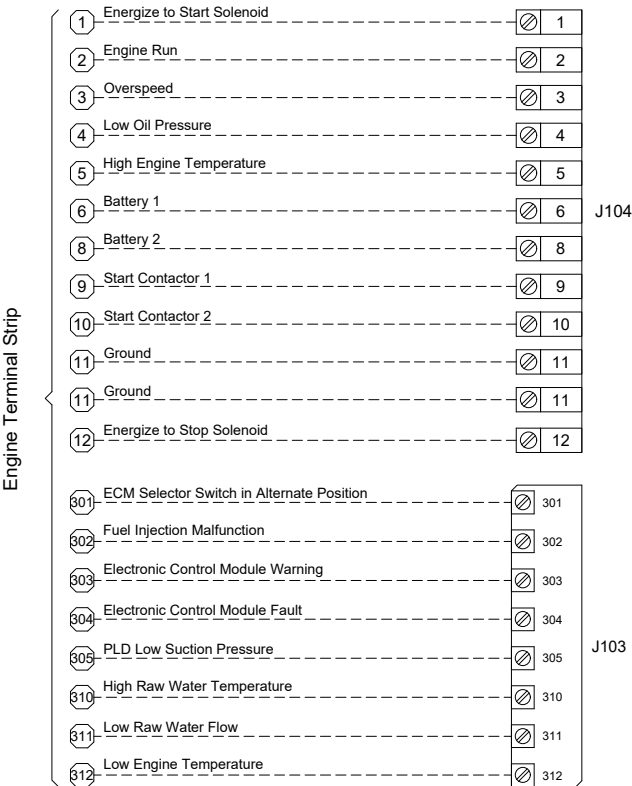 Engine Terminal Strip
1 Energize to Start Solenoid 1
2 Engine Run 2
3 Overspeed 3
4 Low Oil Pressure 4
5 High Engine Temperature 5
6 Battery 1 6
J104
8 Battery 2 8
9 Start Contactor 1 9
10 Start Contactor 2 10
11 Ground 11
11 Ground 11
12 Energize to Stop Solenoid 12
301 ECM Selector Switch in Alternate Position 301
302 Fuel Injection Malfunction 302
303 Electronic Control Module Warning 303
304 Electronic Control Module Fault 304
305 PLD Low Suction Pressure 305
J103
310 High Raw Water Temperature 310
311 Low Raw Water Flow 311
312 Low Engine Temperature 312